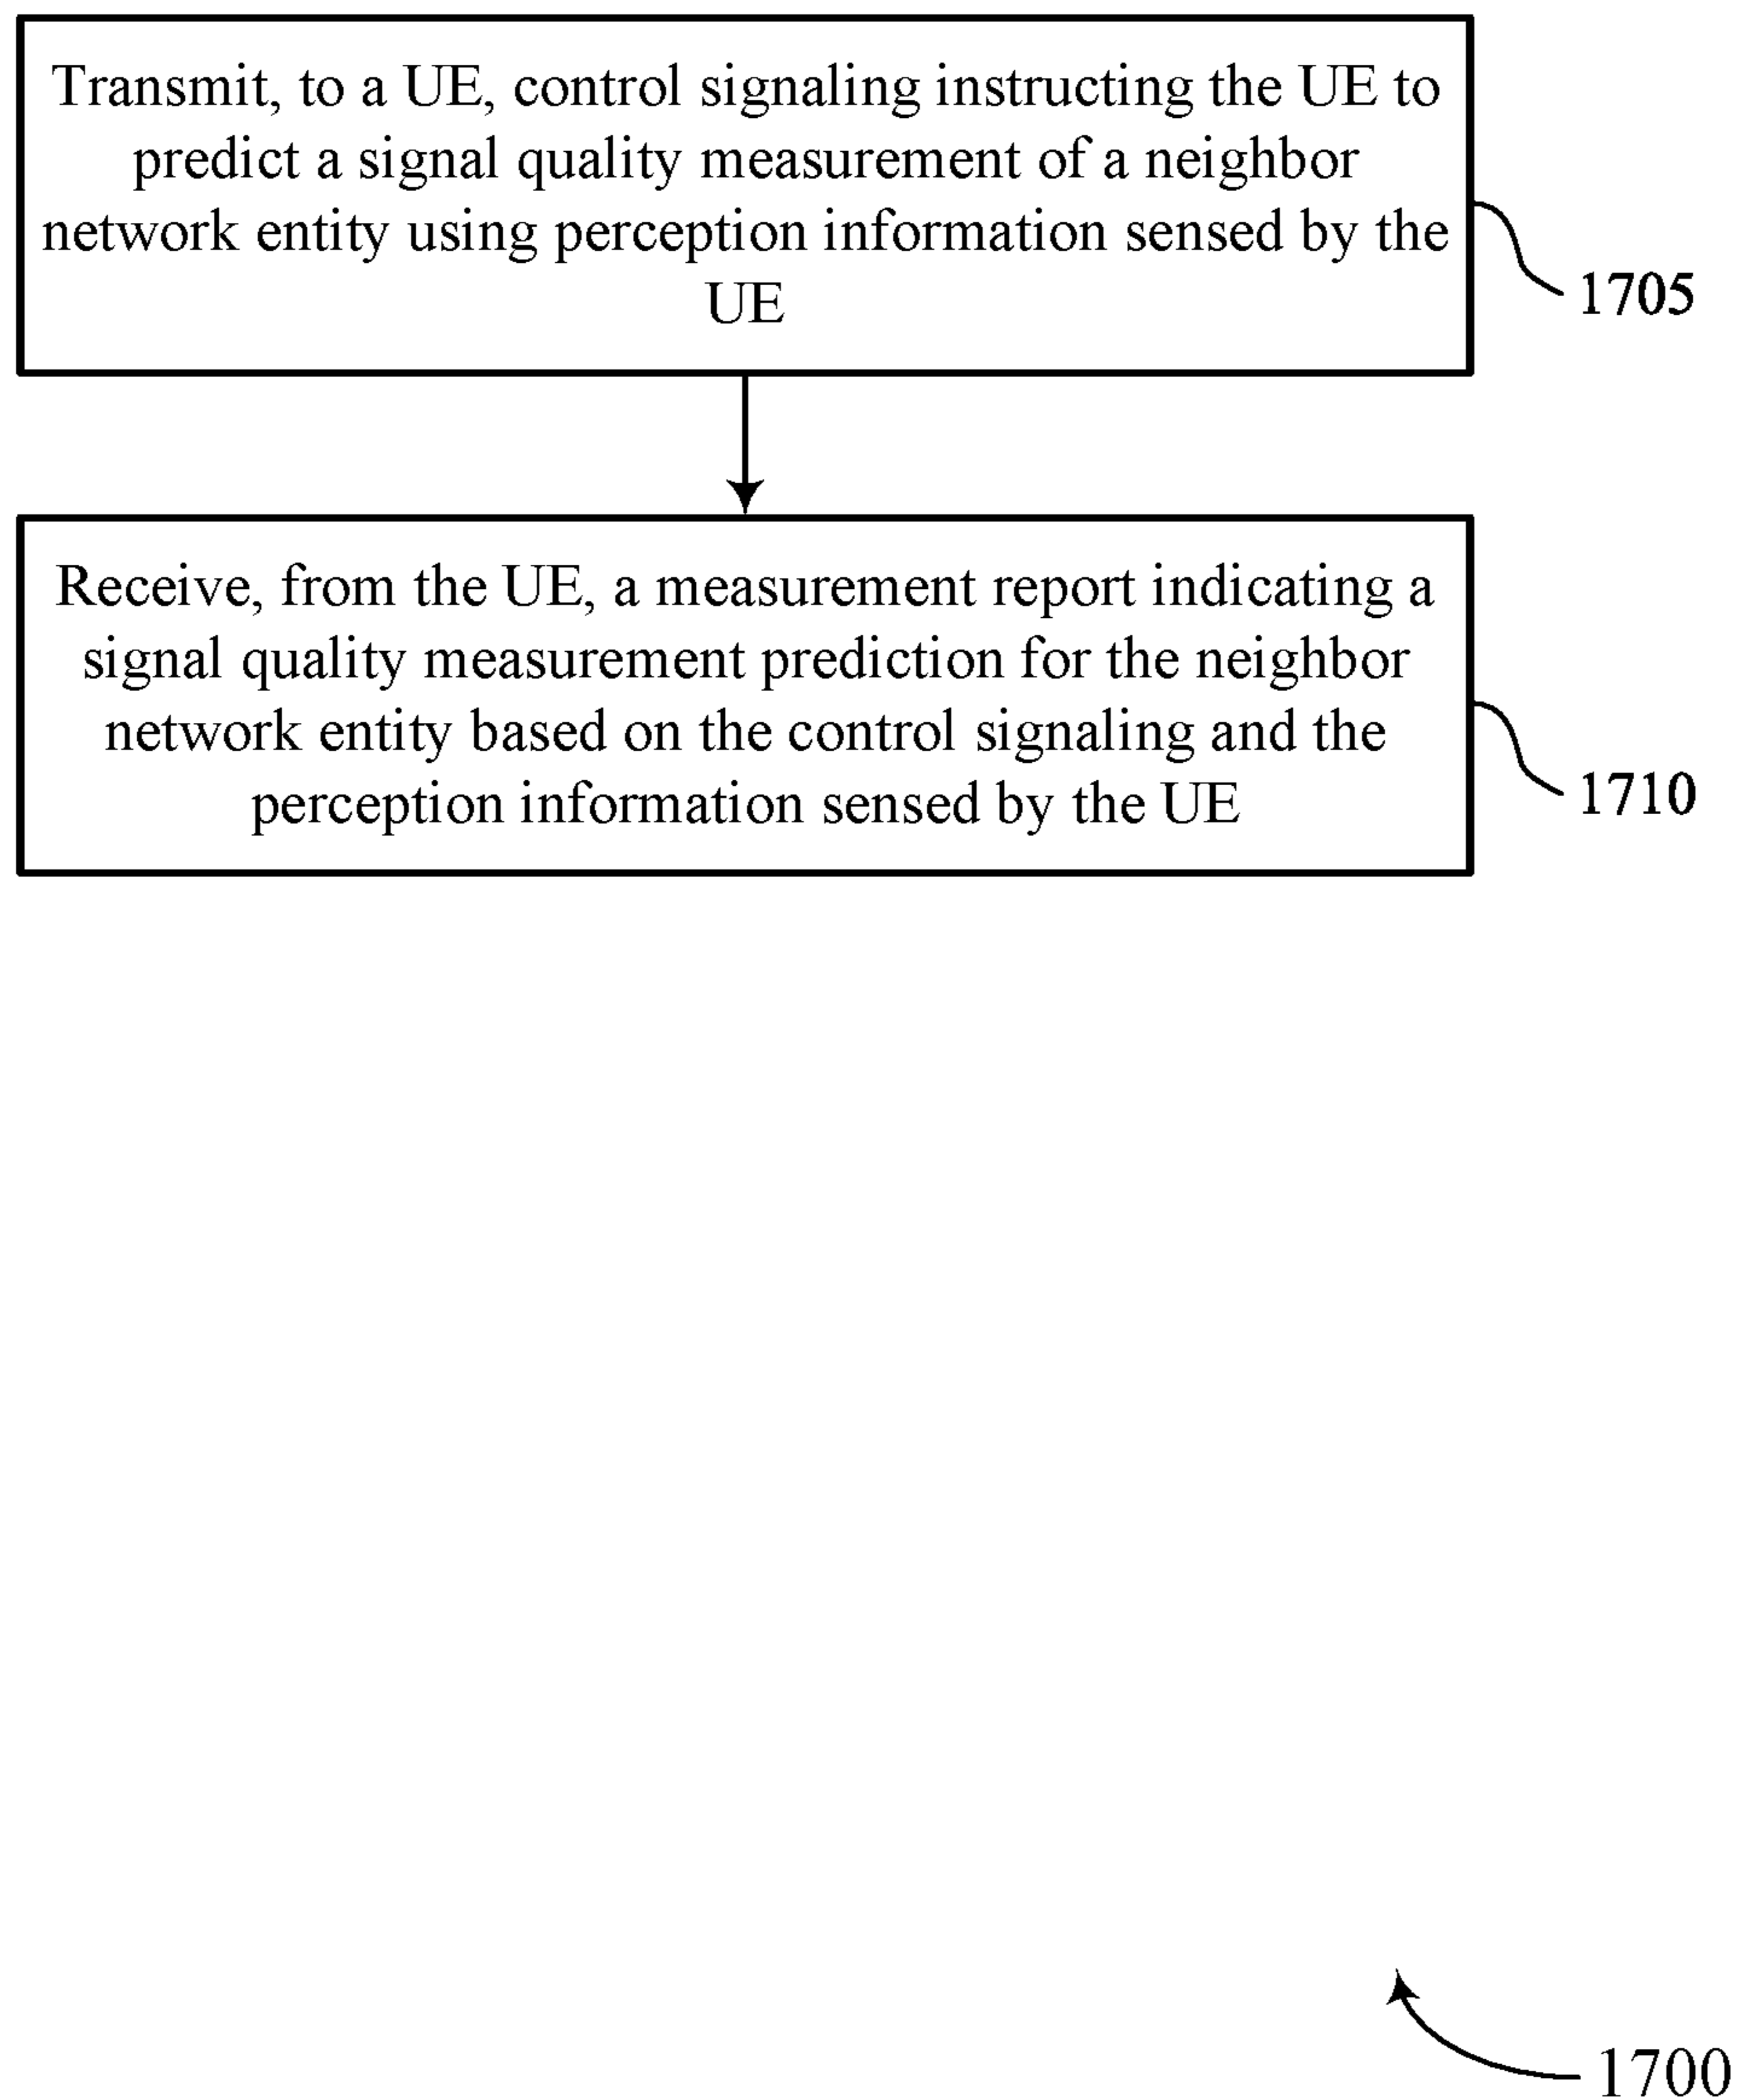 Transmit, to a UE, control signaling instructing the UE to
predict a signal quality measurement of a neighbor
network entity using perception information sensed by the
UE
1705
Receive, from the UE, a measurement report indicating a
signal quality measurement prediction for the neighbor
network entity based on the control signaling and the
perception information sensed by the UE
1710
1700